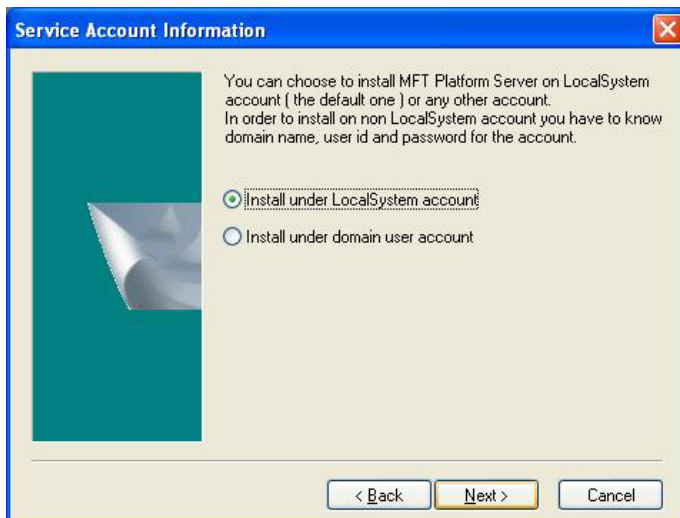 Service Account Information
You can choose to install MFT Platform Server on LocalSystem
account ( the default one ) or any other account.
In order to install on non LocalSystem account you have to know
domain name, user id and password for the account.
Install under LocalSystem account
Install under domain user account
< Back
Next >
Cancel